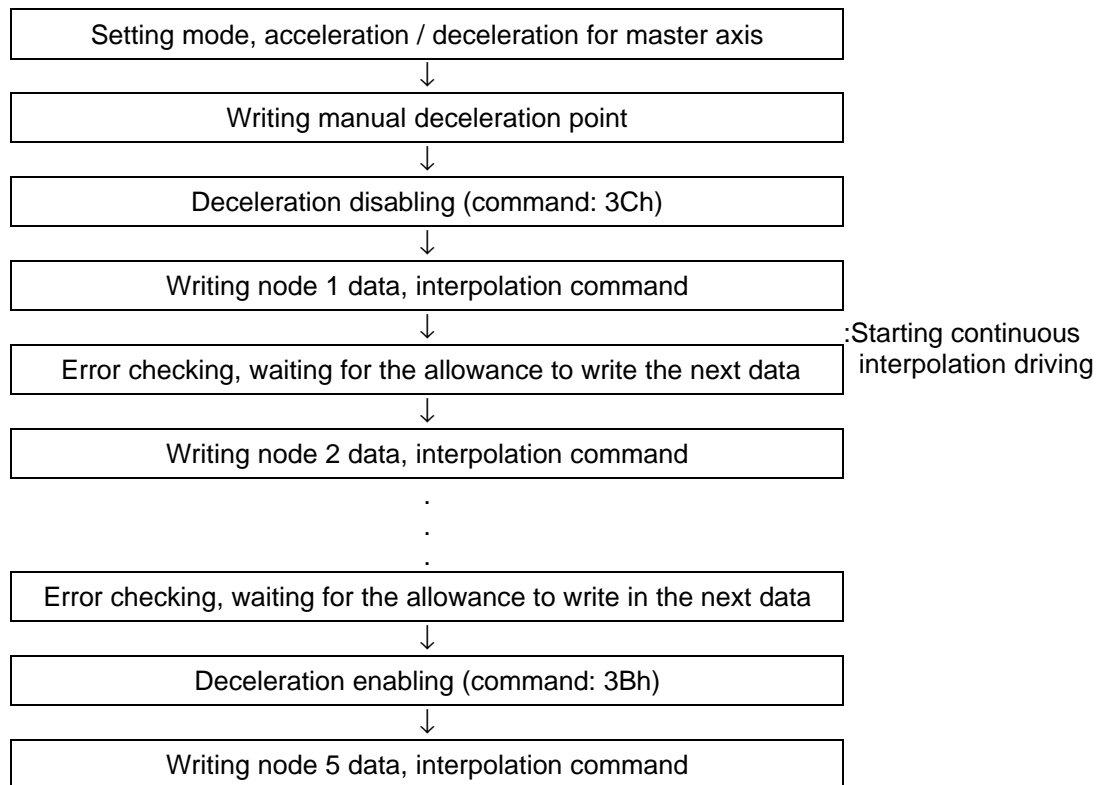 Setting mode, acceleration / deceleration for master axis
↓
Writing manual deceleration point
↓
Deceleration disabling (command: 3Ch)
↓
Writing node 1 data, interpolation command
↓
:Starting continuous
interpolation driving
Error checking, waiting for the allowance to write the next data
↓
Writing node 2 data, interpolation command
.
.
.
Error checking, waiting for the allowance to write in the next data
↓
Deceleration enabling (command: 3Bh)
↓
Writing node 5 data, interpolation command